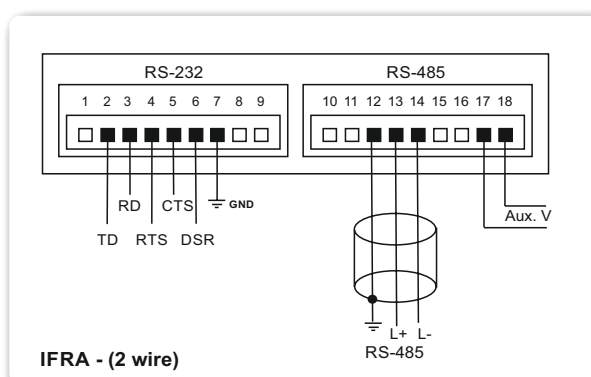 RS-232 RS-485
1 2 3 4 5 6 7 8 9 10 11 12 13 14 15 16 17 18
RD CTS GND
TD RTS DSR
Aux. V
L+ L-
RS-485
IFRA - (2 wire)